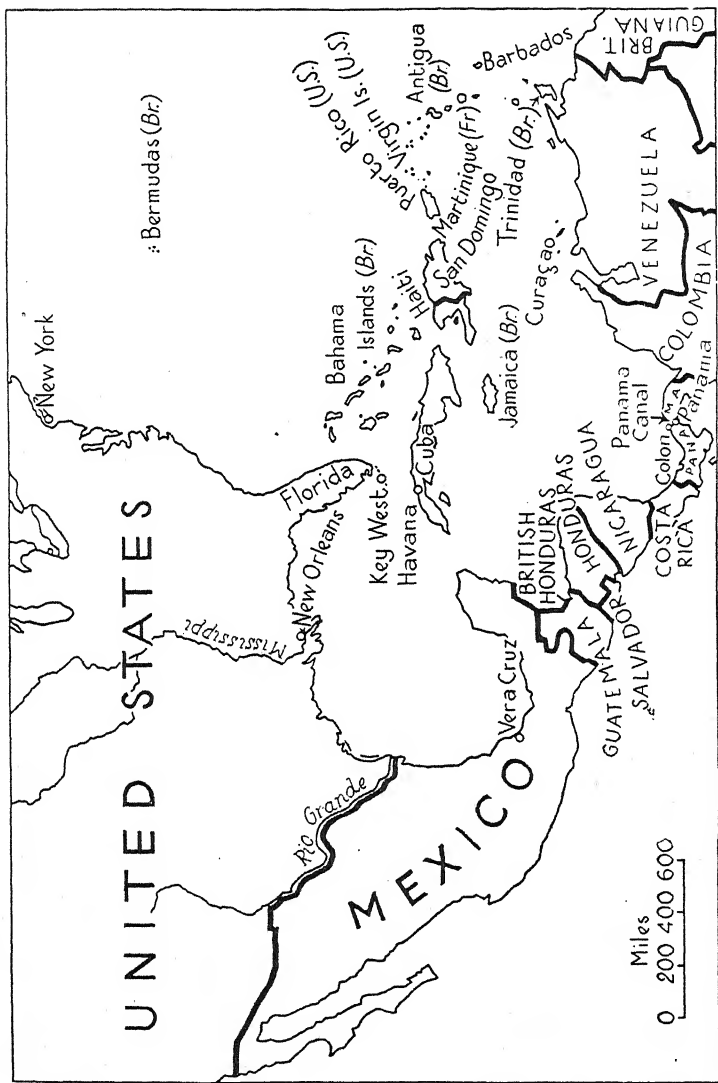 UNITED STATES
New York
Bermudas (Br.)
Mississippi
Florida
New Orleans
Rio Grande
Bahama
Islands (Br.)
Puerto Rico (U.S.)
Virgin Is. (U.S)
Antigua
(Br.)
Key West
Havana
Cuba
Haiti
San Domingo
Martinique (Fr)
Barbados
Jamaica (Br.)
Trinidad (Br.)
Curaçao
MEXICO
Vera Cruz
BRITISH
HONDURAS
HONDURAS
GUATEMALA
SALVADOR
NICARAGUA
COSTA
RICA
Panama
Canal
Colon
PANAMA
Panama
COLOMBIA
VENEZUELA
BRIT.
GUIANA
Miles
0 200 400 600